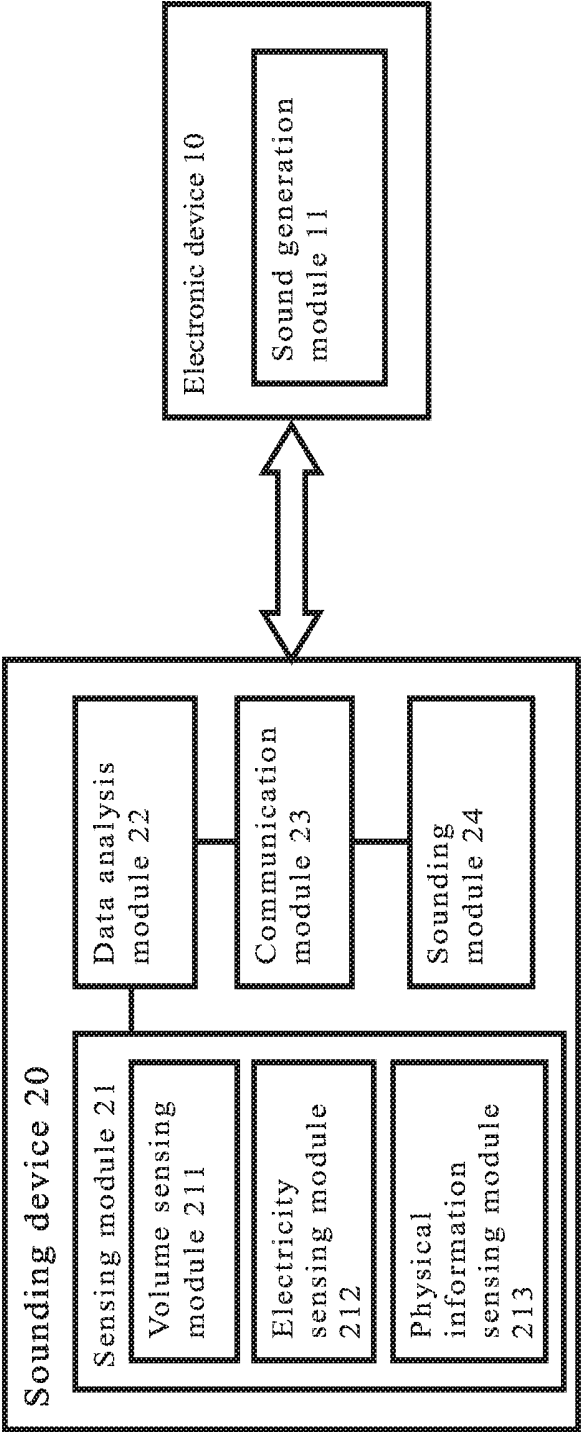 Sounding device 20
Sensing module 21
Volume sensing
module 211
Electricity
sensing module
212
Physical
information
sensing module
213
Data analysis
module 22
Communication
module 23
Sounding
module 24
Electronic device 10
Sound generation
module 11